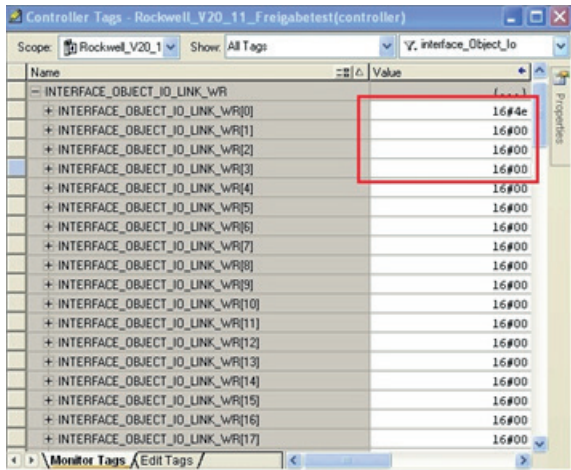 Controller Tags - Rockwell_V20_11_Freigabetest(controller)
Scope: Rockwell_V20_1 Show: All Tags interface_Object_Io
Name Value
INTERFACE_OBJECT_IO_LINK_WR {...}
INTERFACE_OBJECT_IO_LINK_WR[0] 16#4e
INTERFACE_OBJECT_IO_LINK_WR[1] 16#00
INTERFACE_OBJECT_IO_LINK_WR[2] 16#00
INTERFACE_OBJECT_IO_LINK_WR[3] 16#00
INTERFACE_OBJECT_IO_LINK_WR[4] 16#00
INTERFACE_OBJECT_IO_LINK_WR[5] 16#00
INTERFACE_OBJECT_IO_LINK_WR[6] 16#00
INTERFACE_OBJECT_IO_LINK_WR[7] 16#00
INTERFACE_OBJECT_IO_LINK_WR[8] 16#00
INTERFACE_OBJECT_IO_LINK_WR[9] 16#00
INTERFACE_OBJECT_IO_LINK_WR[10] 16#00
INTERFACE_OBJECT_IO_LINK_WR[11] 16#00
INTERFACE_OBJECT_IO_LINK_WR[12] 16#00
INTERFACE_OBJECT_IO_LINK_WR[13] 16#00
INTERFACE_OBJECT_IO_LINK_WR[14] 16#00
INTERFACE_OBJECT_IO_LINK_WR[15] 16#00
INTERFACE_OBJECT_IO_LINK_WR[16] 16#00
INTERFACE_OBJECT_IO_LINK_WR[17] 16#00
Monitor Tags Edit Tags
Properties